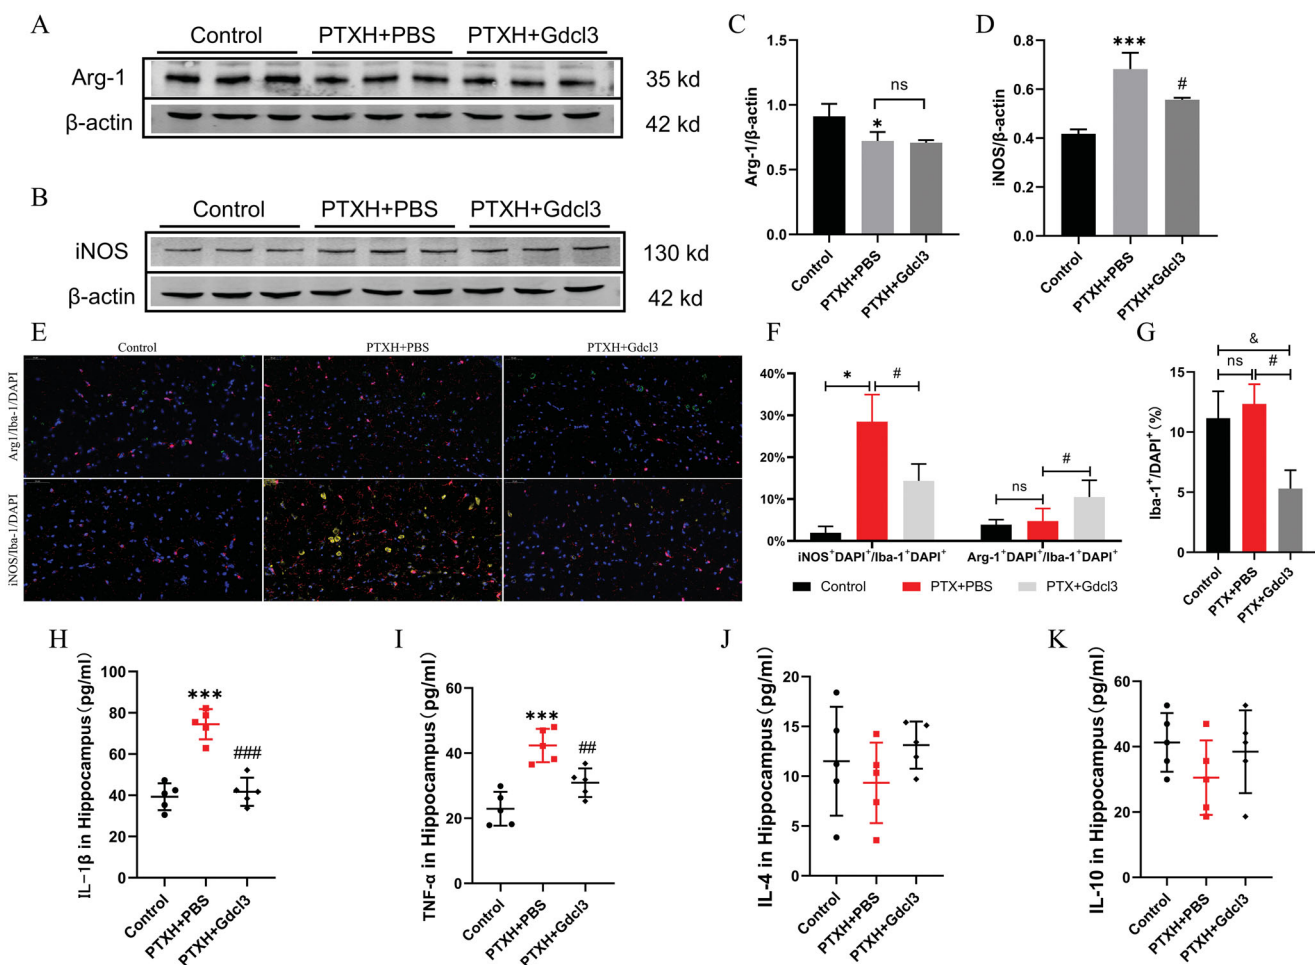 A
Control PTXH+PBS PTXH+Gdcl3
Arg-1 35 kd
β-actin 42 kd
B
Control PTXH+PBS PTXH+Gdcl3
iNOS 130 kd
β-actin 42 kd
C
Arg-1/β-actin
1.5
1.0
0.5
0.0
ns
*
Control
PTXH+PBS
PTXH+Gdcl3
D
iNOS/β-actin
0.8
0.6
0.4
0.2
0.0
***
#
Control
PTXH+PBS
PTXH+Gdcl3
E
Control PTXH+PBS PTXH+Gdcl3
Arg1/Iba-1/DAPI
iNOS/Iba-1/DAPI
F
40%
30%
20%
10%
0%
* #
ns #
iNOS⁺DAPI⁺/Iba-1⁺DAPI⁺ Arg-1⁺DAPI⁺/Iba-1⁺DAPI⁺
Control PTX+PBS PTX+Gdcl3
G
Iba-1⁺/DAPI⁺(%)
15
10
5
0
&
ns #
Control
PTX+PBS
PTX+Gdcl3
H
IL-1β in Hippocampus(pg/ml)
100
80
60
40
20
0
***
###
Control
PTXH+PBS
PTXH+Gdcl3
I
TNF-α in Hippocampus(pg/ml)
60
40
20
0
***
##
Control
PTXH+PBS
PTXH+Gdcl3
J
IL-4 in Hippocampus(pg/ml)
20
15
10
5
0
Control
PTXH+PBS
PTXH+Gdcl3
K
IL-10 in Hippocampus(pg/ml)
60
40
20
0
Control
PTXH+PBS
PTXH+Gdcl3